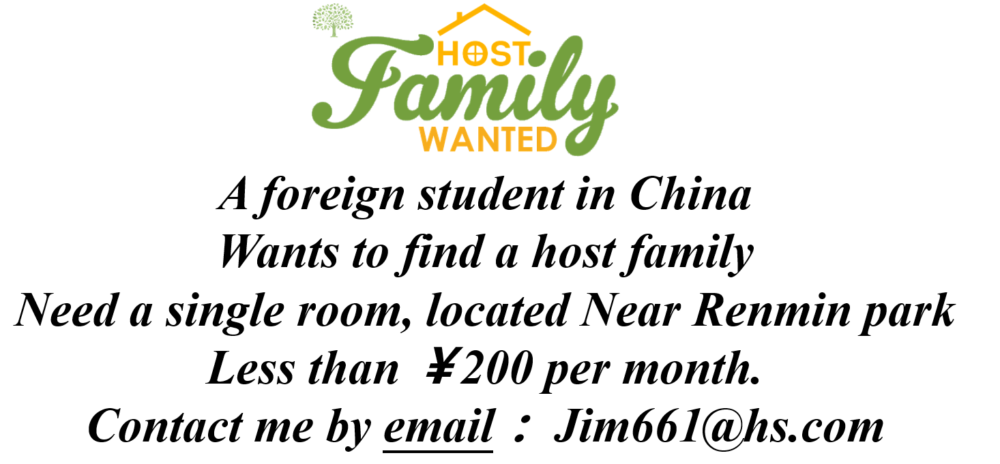 HOST
Family
WANTED
A foreign student in China
Wants to find a host family
Need a single room, located Near Renmin park
Less than ￥200 per month.
Contact me by email：Jim661@hs.com